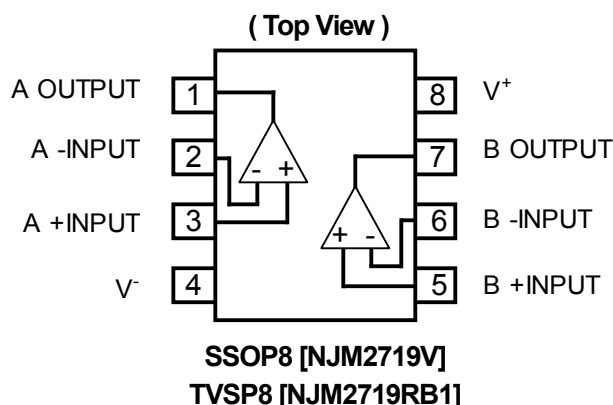 ( Top View )
A OUTPUT 1 8 V⁺
A -INPUT 2 7 B OUTPUT
- +
A +INPUT 3 6 B -INPUT
+ -
V⁻ 4 5 B +INPUT
SSOP8 [NJM2719V]
TVSP8 [NJM2719RB1]